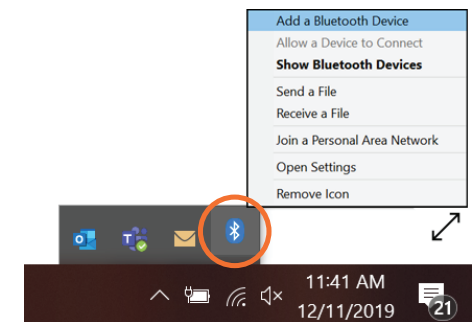 Add a Bluetooth Device
Allow a Device to Connect
Show Bluetooth Devices
Send a File
Receive a File
Join a Personal Area Network
Open Settings
Remove Icon
11:41 AM
12/11/2019
21